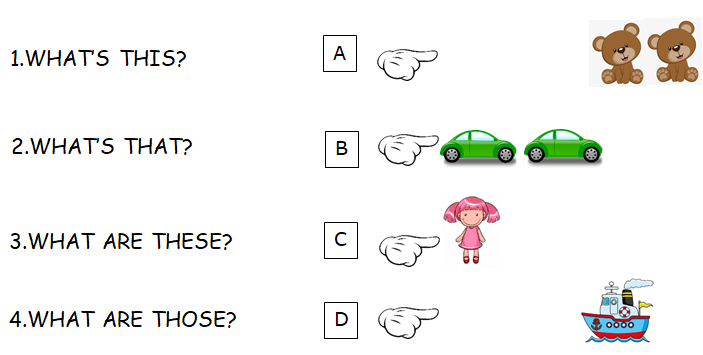 1.WHAT'S THIS?
A
2.WHAT'S THAT?
B
3.WHAT ARE THESE?
C
4.WHAT ARE THOSE?
D